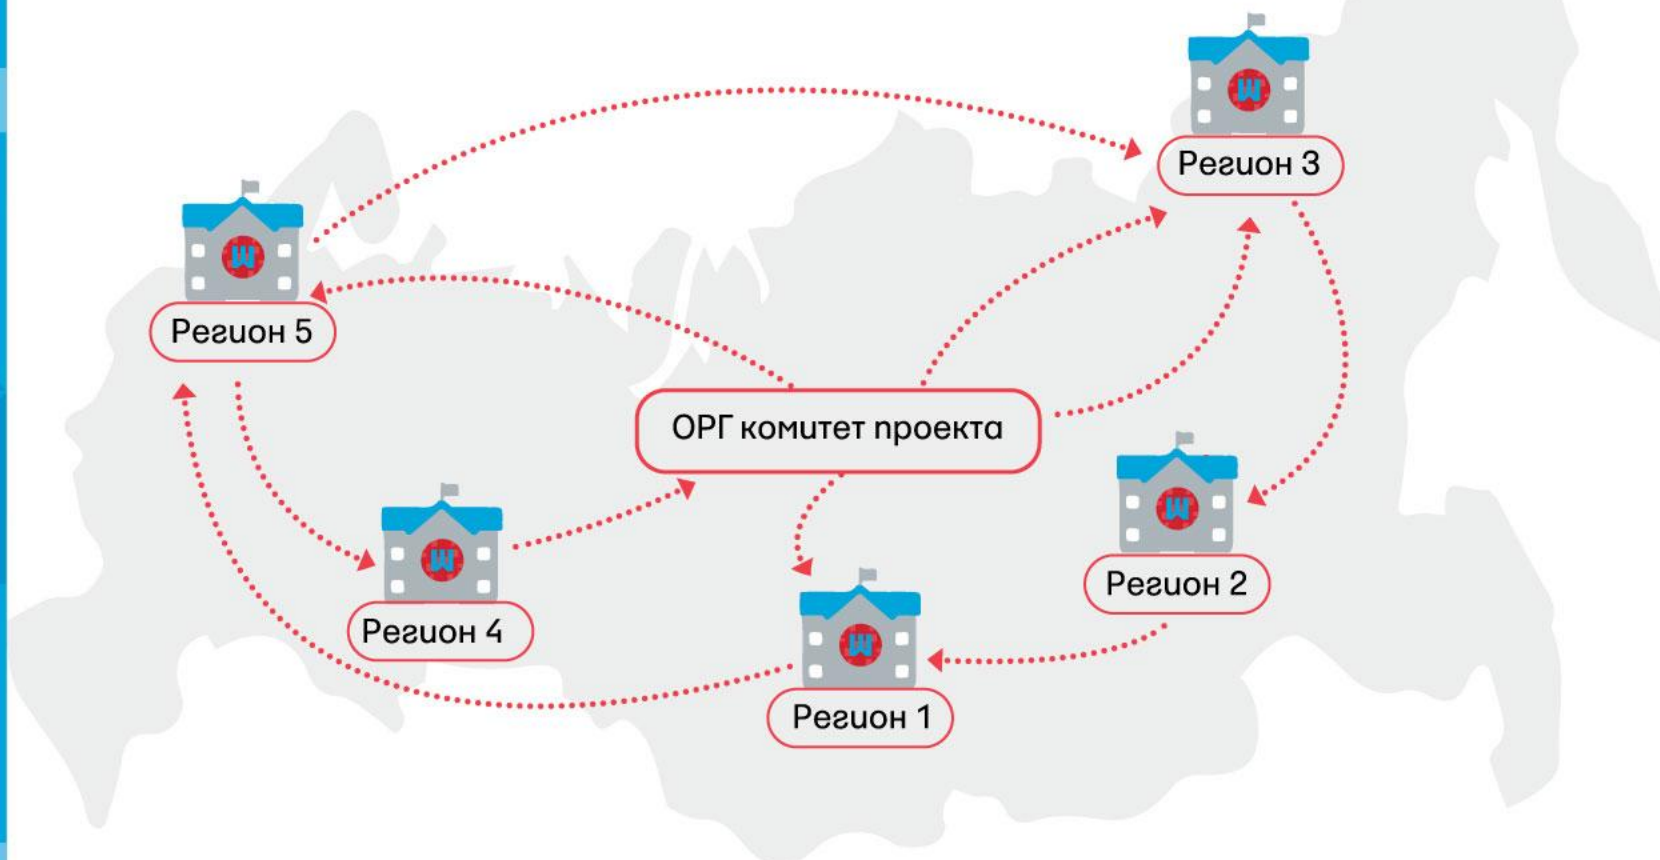 Регион 3
Регион 5
ОРГ комитет проекта
Регион 2
Регион 4
Регион 1